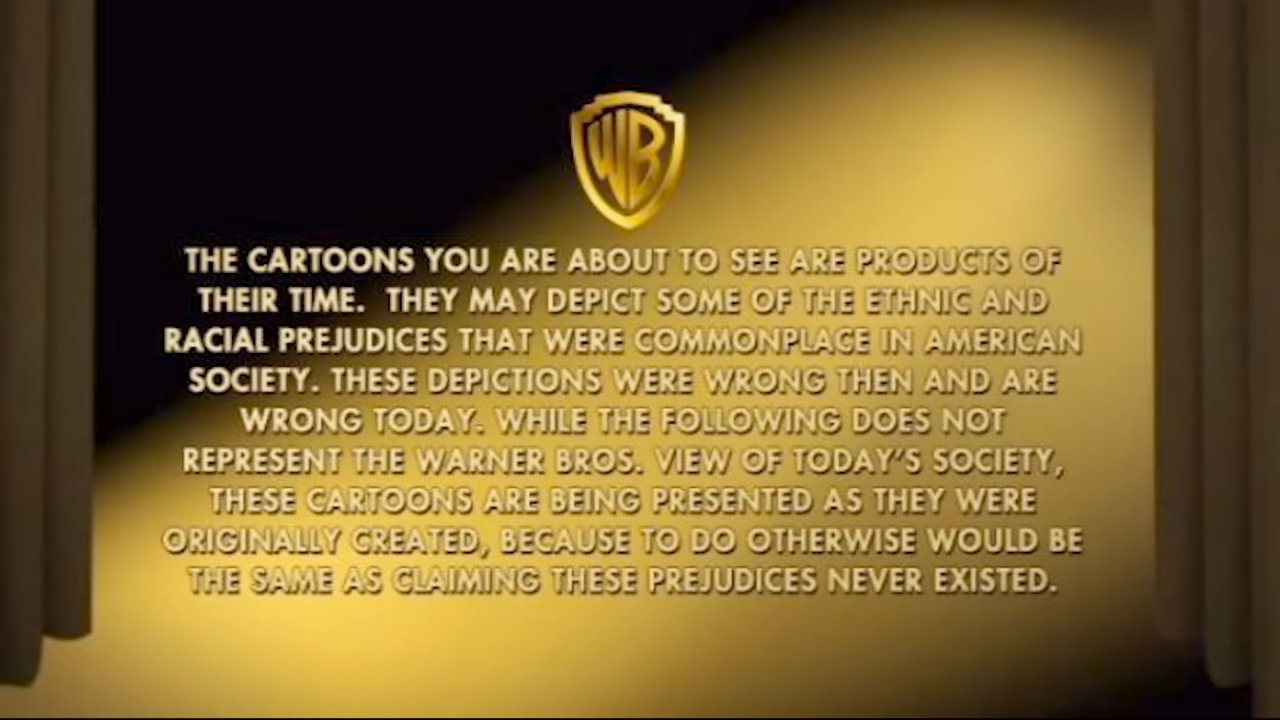 WB
THE CARTOONS YOU ARE ABOUT TO SEE ARE PRODUCTS OF
THEIR TIME. THEY MAY DEPICT SOME OF THE ETHNIC AND
RACIAL PREJUDICES THAT WERE COMMONPLACE IN AMERICAN
SOCIETY. THESE DEPICTIONS WERE WRONG THEN AND ARE
WRONG TODAY. WHILE THE FOLLOWING DOES NOT
REPRESENT THE WARNER BROS. VIEW OF TODAY'S SOCIETY,
THESE CARTOONS ARE BEING PRESENTED AS THEY WERE
ORIGINALLY CREATED, BECAUSE TO DO OTHERWISE WOULD BE
THE SAME AS CLAIMING THESE PREJUDICES NEVER EXISTED.